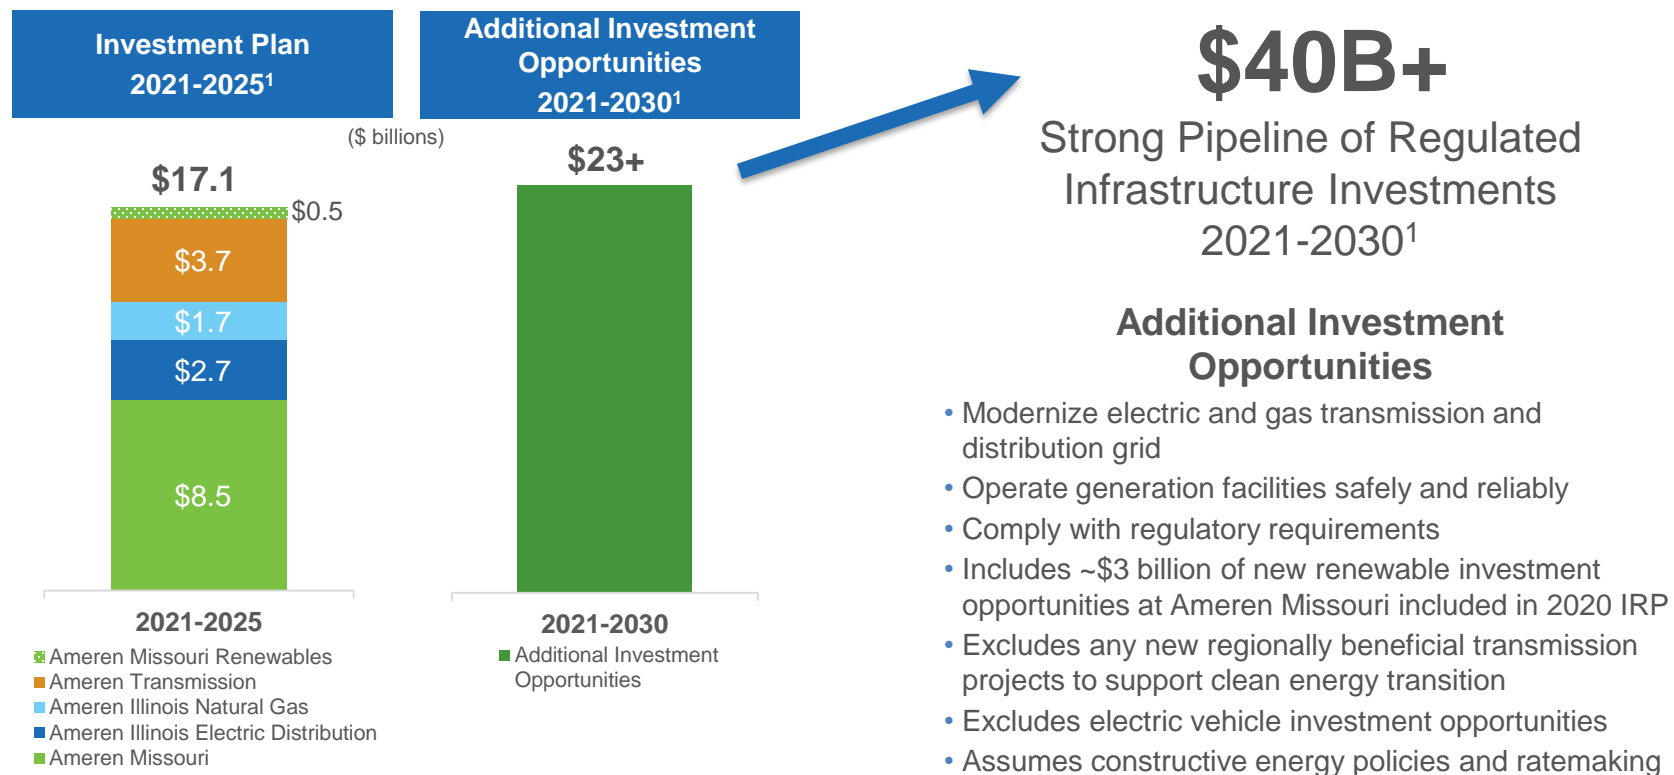 Investment Plan
2021-2025¹
Additional Investment
Opportunities
2021-2030¹
($ billions)
$17.1
$0.5
$3.7
$1.7
$2.7
$8.5
2021-2025
Ameren Missouri Renewables
Ameren Transmission
Ameren Illinois Natural Gas
Ameren Illinois Electric Distribution
Ameren Missouri
$23+
2021-2030
Additional Investment
Opportunities
$40B+
Strong Pipeline of Regulated
Infrastructure Investments
2021-2030¹
Additional Investment
Opportunities
• Modernize electric and gas transmission and
distribution grid
• Operate generation facilities safely and reliably
• Comply with regulatory requirements
• Includes ~$3 billion of new renewable investment
opportunities at Ameren Missouri included in 2020 IRP
• Excludes any new regionally beneficial transmission
projects to support clean energy transition
• Excludes electric vehicle investment opportunities
• Assumes constructive energy policies and ratemaking